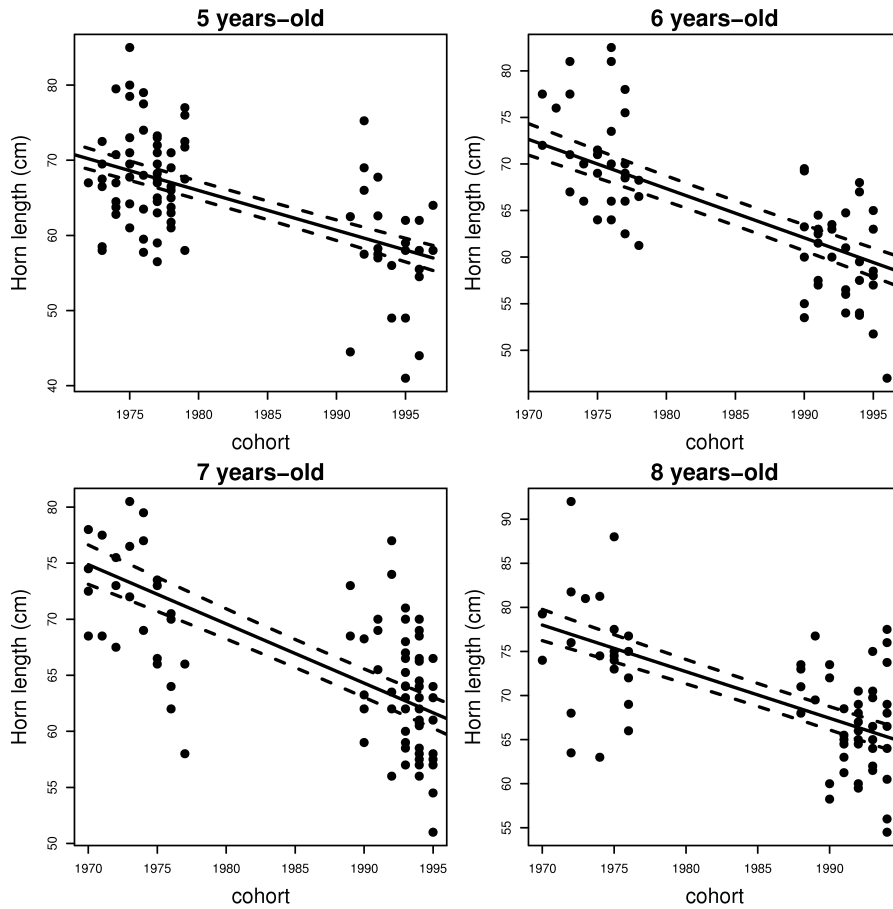 5 years−old
Horn length (cm)
80
70
60
50
40
1975 1980 1985 1990 1995
cohort
6 years−old
Horn length (cm)
80
75
70
65
60
55
50
1970 1975 1980 1985 1990 1995
cohort
7 years−old
Horn length (cm)
80
75
70
65
60
55
50
1970 1975 1980 1985 1990 1995
cohort
8 years−old
Horn length (cm)
90
85
80
75
70
65
60
55
1970 1975 1980 1985 1990
cohort